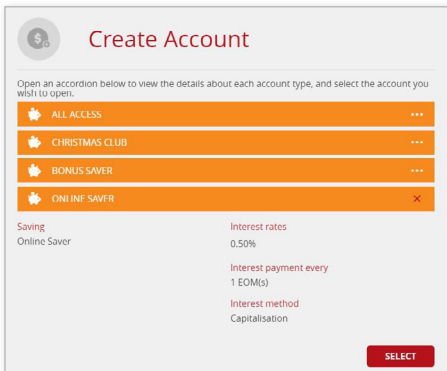 Create Account
Open an accordion below to view the details about each account type, and select the account you
wish to open.
ALL ACCESS
CHRISTMAS CLUB
BONUS SAVER
ONLINE SAVER
Saving
Online Saver
Interest rates
0.50%
Interest payment every
1 EOM(s)
Interest method
Capitalisation
SELECT